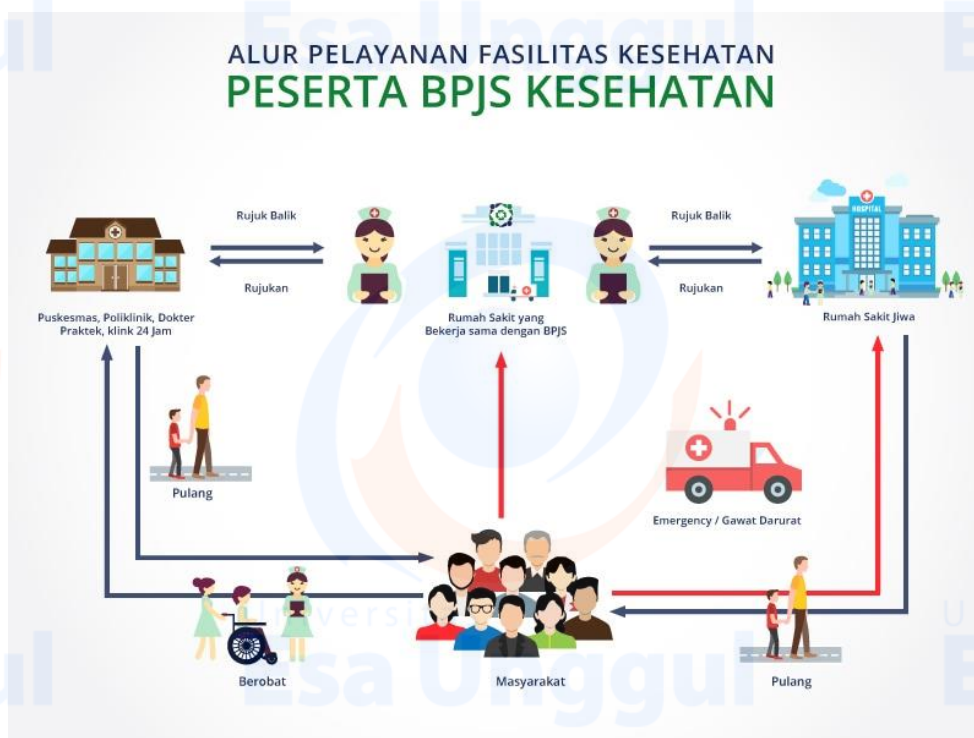 Esa Unggul
ALUR PELAYANAN FASILITAS KESEHATAN
PESERTA BPJS KESEHATAN
Rujuk Balik
Rujukan
Rujuk Balik
Rujukan
HOSPITAL
Puskesmas, Poliklinik, Dokter
Praktek, klink 24 Jam
Rumah Sakit yang
Bekerja sama dengan BPJS
Rumah Sakit Jiwa
Pulang
Emergency / Gawat Darurat
Universit
Esa Unggul
Berobat
Masyarakat
Pulang